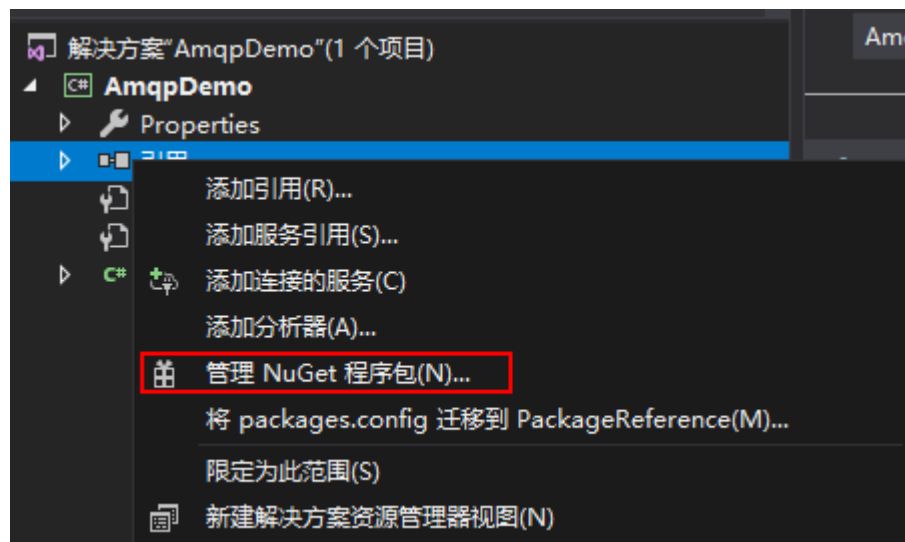 解决方案"AmqpDemo"(1 个项目)
Am
C# AmqpDemo
Properties
引用
添加引用(R)...
添加服务引用(S)...
C#
添加连接的服务(C)
添加分析器(A)...
管理 NuGet 程序包(N)...
将 packages.config 迁移到 PackageReference(M)...
限定为此范围(S)
新建解决方案资源管理器视图(N)